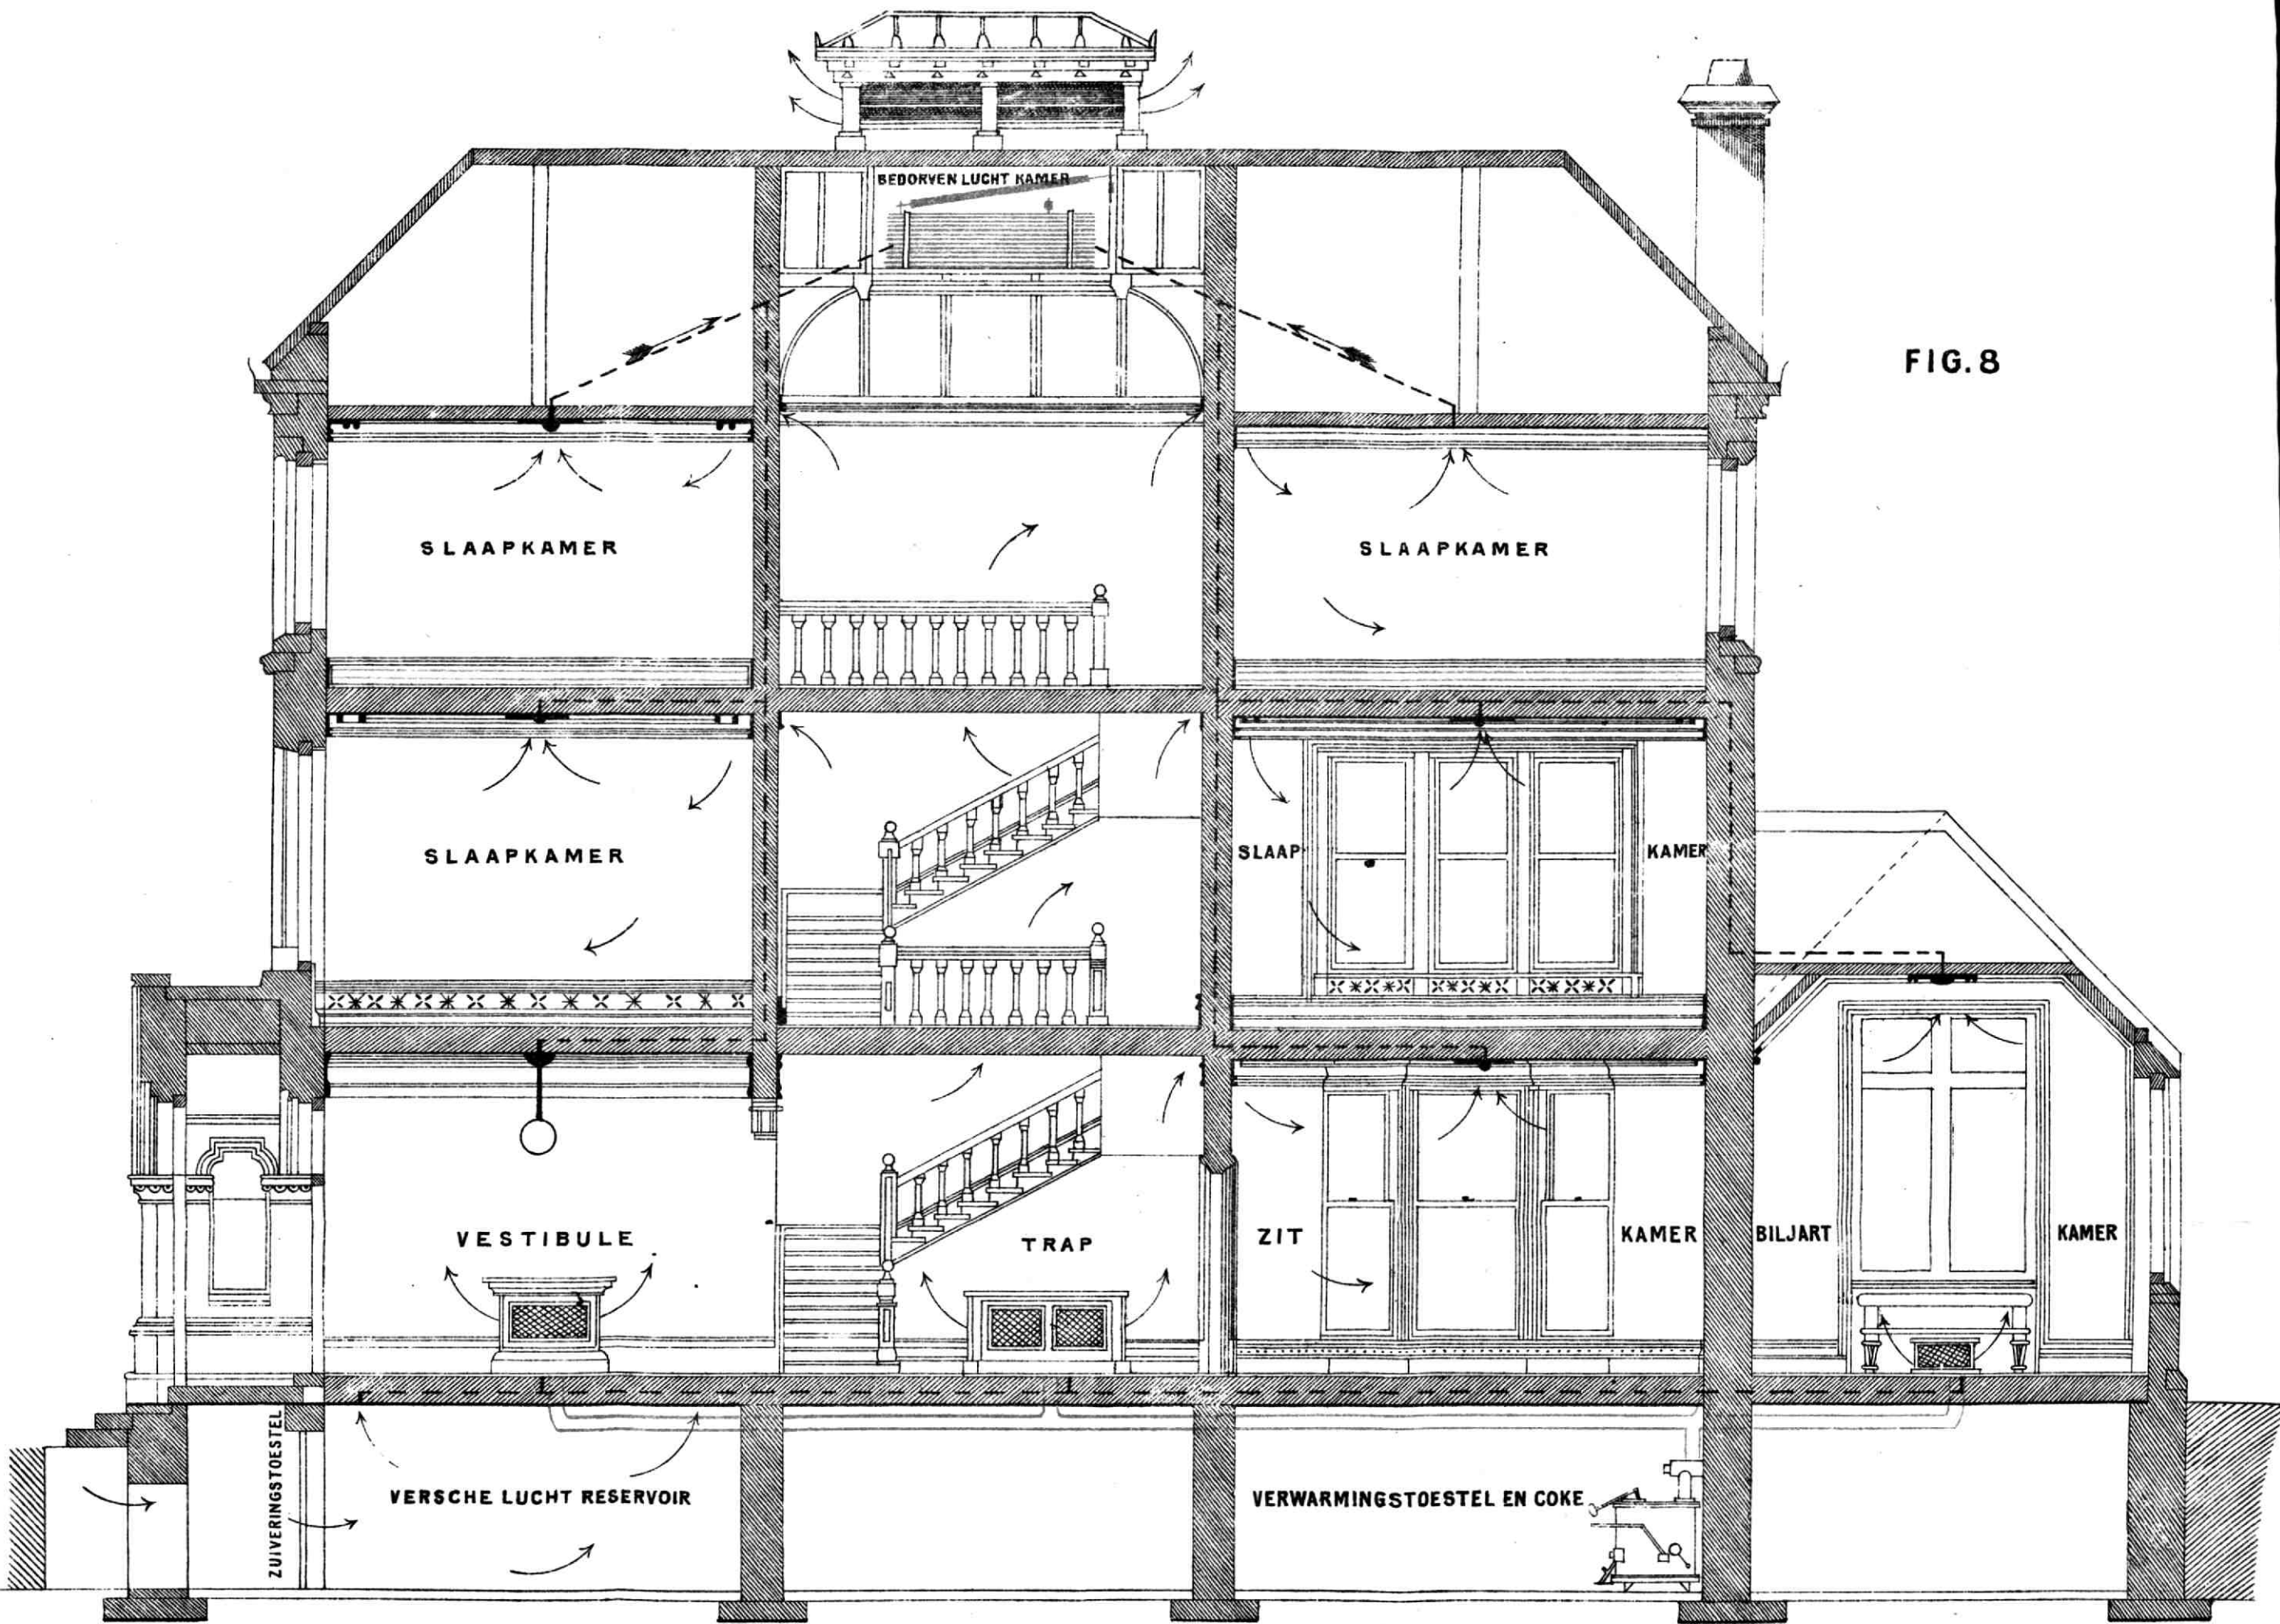 BEDORVEN LUCHT KAMER
FIG. 8
SLAAPKAMER
SLAAPKAMER
SLAAPKAMER
SLAAP KAMER
VESTIBULE
TRAP
ZIT KAMER
BILJART KAMER
ZUIVERINGSTOESTEL
VERSCHE LUCHT RESERVOIR
VERWARMINGSTOESTEL EN COKE